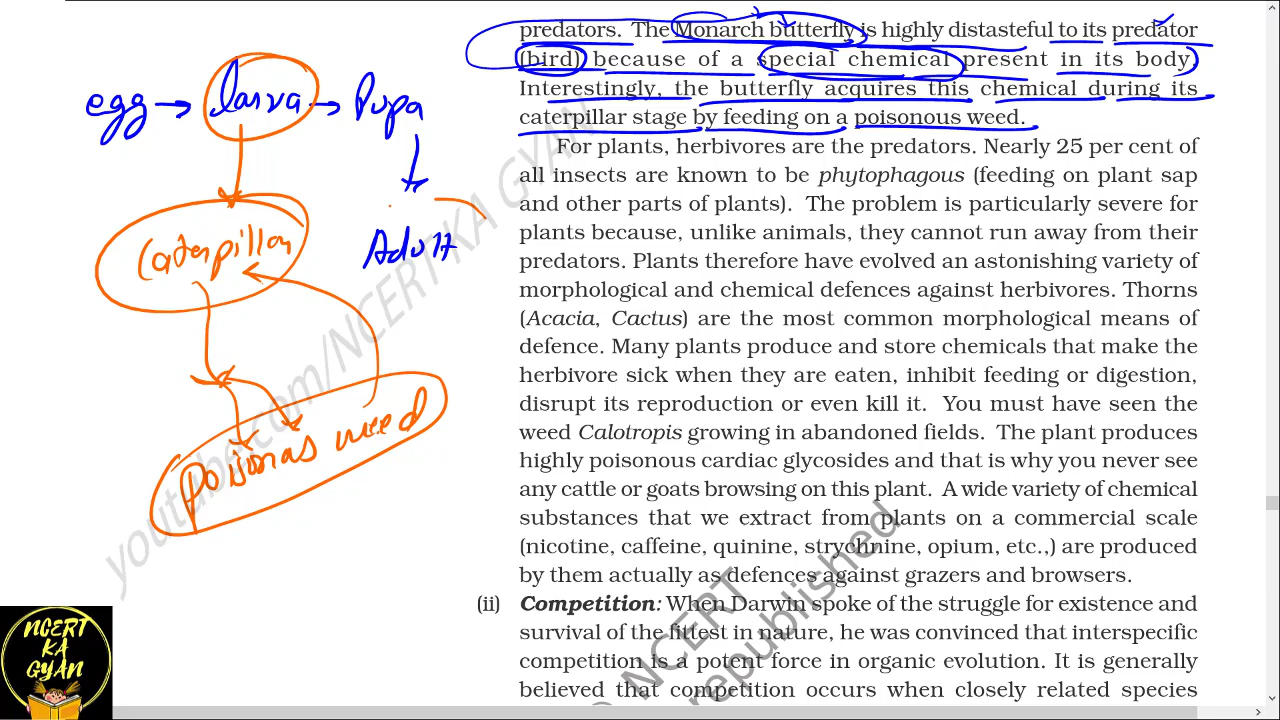 predators. The Monarch butterfly is highly distasteful to its predator
(bird) because of a special chemical present in its body.
Interestingly, the butterfly acquires this chemical during its
caterpillar stage by feeding on a poisonous weed.
For plants, herbivores are the predators. Nearly 25 per cent of
all insects are known to be phytophagous (feeding on plant sap
and other parts of plants). The problem is particularly severe for
plants because, unlike animals, they cannot run away from their
predators. Plants therefore have evolved an astonishing variety of
morphological and chemical defences against herbivores. Thorns
(Acacia, Cactus) are the most common morphological means of
defence. Many plants produce and store chemicals that make the
herbivore sick when they are eaten, inhibit feeding or digestion,
disrupt its reproduction or even kill it. You must have seen the
weed Calotropis growing in abandoned fields. The plant produces
highly poisonous cardiac glycosides and that is why you never see
any cattle or goats browsing on this plant. A wide variety of chemical
substances that we extract from plants on a commercial scale
(nicotine, caffeine, quinine, strychnine, opium, etc.,) are produced
by them actually as defences against grazers and browsers.
(ii) Competition: When Darwin spoke of the struggle for existence and
survival of the fittest in nature, he was convinced that interspecific
competition is a potent force in organic evolution. It is generally
believed that competition occurs when closely related species
egg → larva → Pupa
Adult
Caterpillar
poisonas weed
youtube.com/NCERTKA GYAN
NCERT
republished
NCERT
KA
GYAN